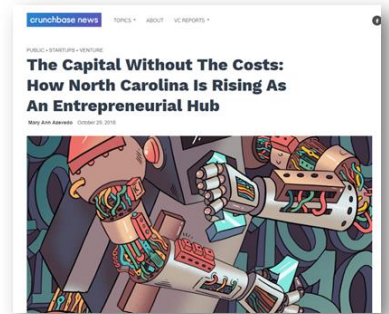 crunchbase news
TOPICS ABOUT VC REPORTS
PUBLIC • STARTUPS • VENTURE
The Capital Without The Costs:
How North Carolina Is Rising As
An Entrepreneurial Hub
Mary Ann Azevedo October 25, 2018